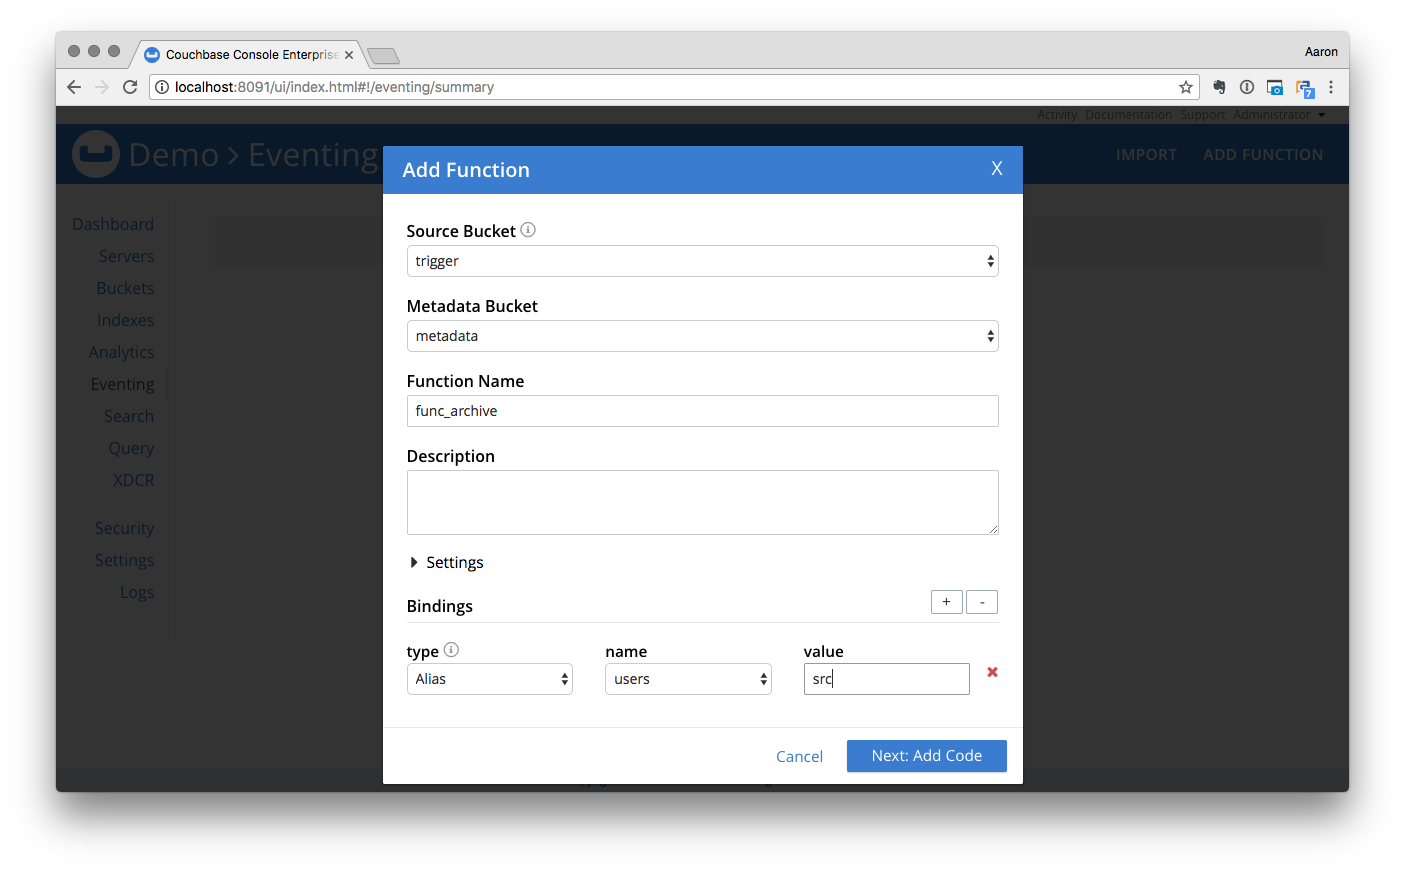 Couchbase Console Enterprise
Aaron
localhost:8091/ui/index.html#!/eventing/summary
7
Activity Documentation Support Administrator
Demo > Eventing
IMPORT ADD FUNCTION
Dashboard
Servers
Buckets
Indexes
Analytics
Eventing
Search
Query
XDCR
Security
Settings
Logs
Add Function X
Source Bucket
trigger
Metadata Bucket
metadata
Function Name
func_archive
Description
Settings
Bindings + -
type name value
Alias users src
Cancel Next: Add Code